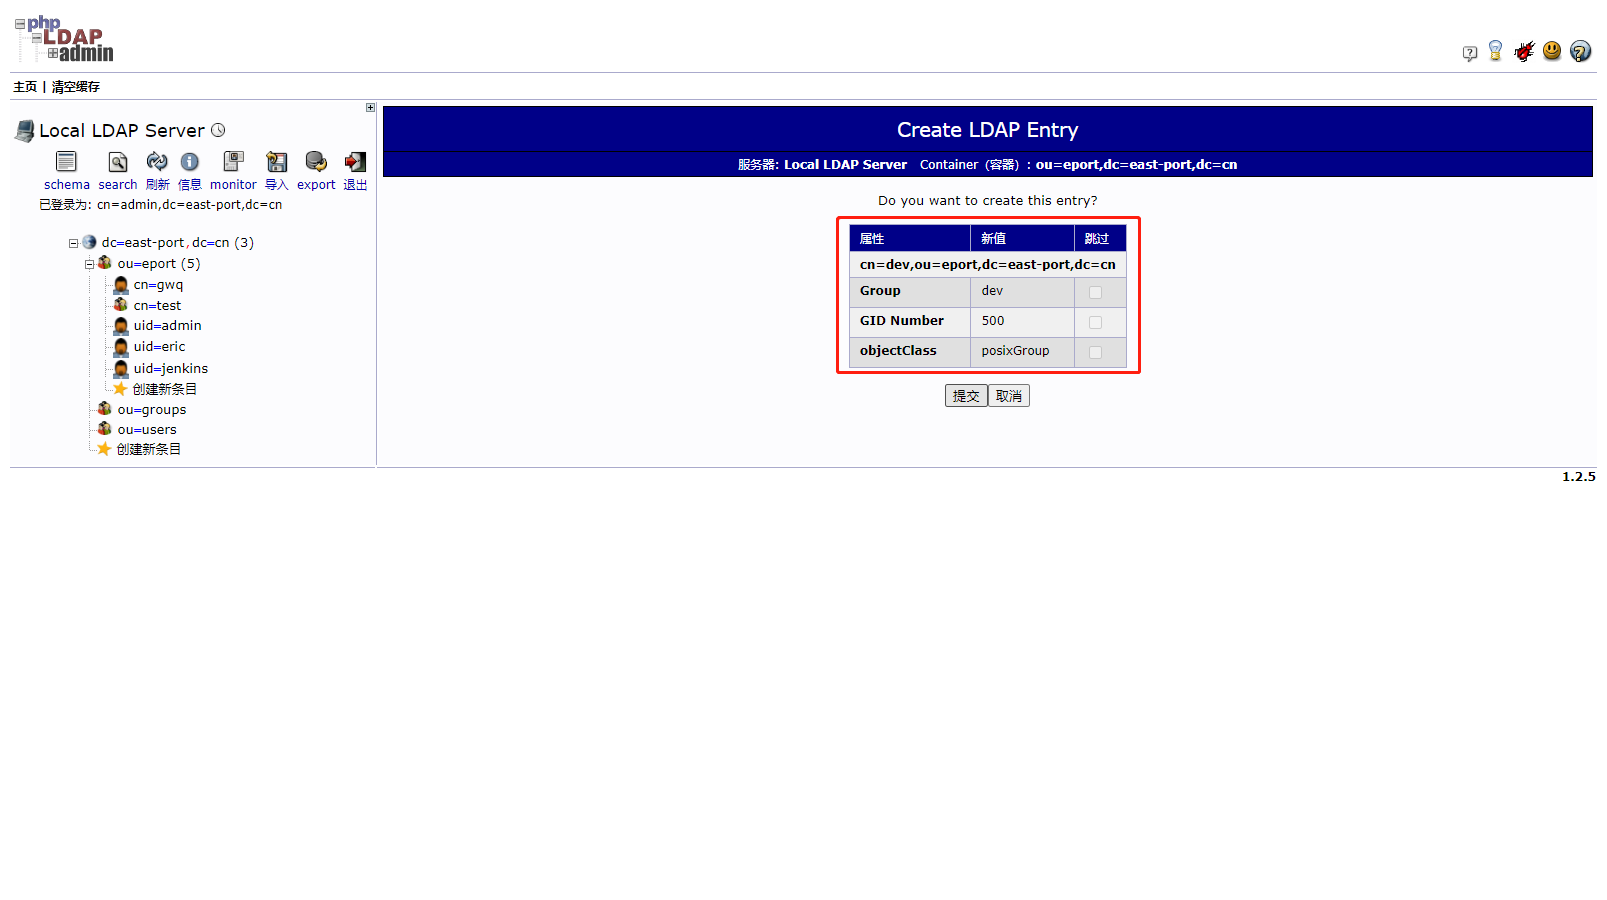 php
LDAP
admin
主页 | 清空缓存
Local LDAP Server
schema search 刷新 信息 monitor 导入 export 退出
已登录为: cn=admin,dc=east-port,dc=cn
dc=east-port,dc=cn (3)
ou=eport (5)
cn=gwq
cn=test
uid=admin
uid=eric
uid=jenkins
创建新条目
ou=groups
ou=users
创建新条目
Create LDAP Entry
服务器: Local LDAP Server Container (容器) : ou=eport,dc=east-port,dc=cn
Do you want to create this entry?
属性 新值 跳过
cn=dev,ou=eport,dc=east-port,dc=cn
Group dev
GID Number 500
objectClass posixGroup
提交 取消
1.2.5